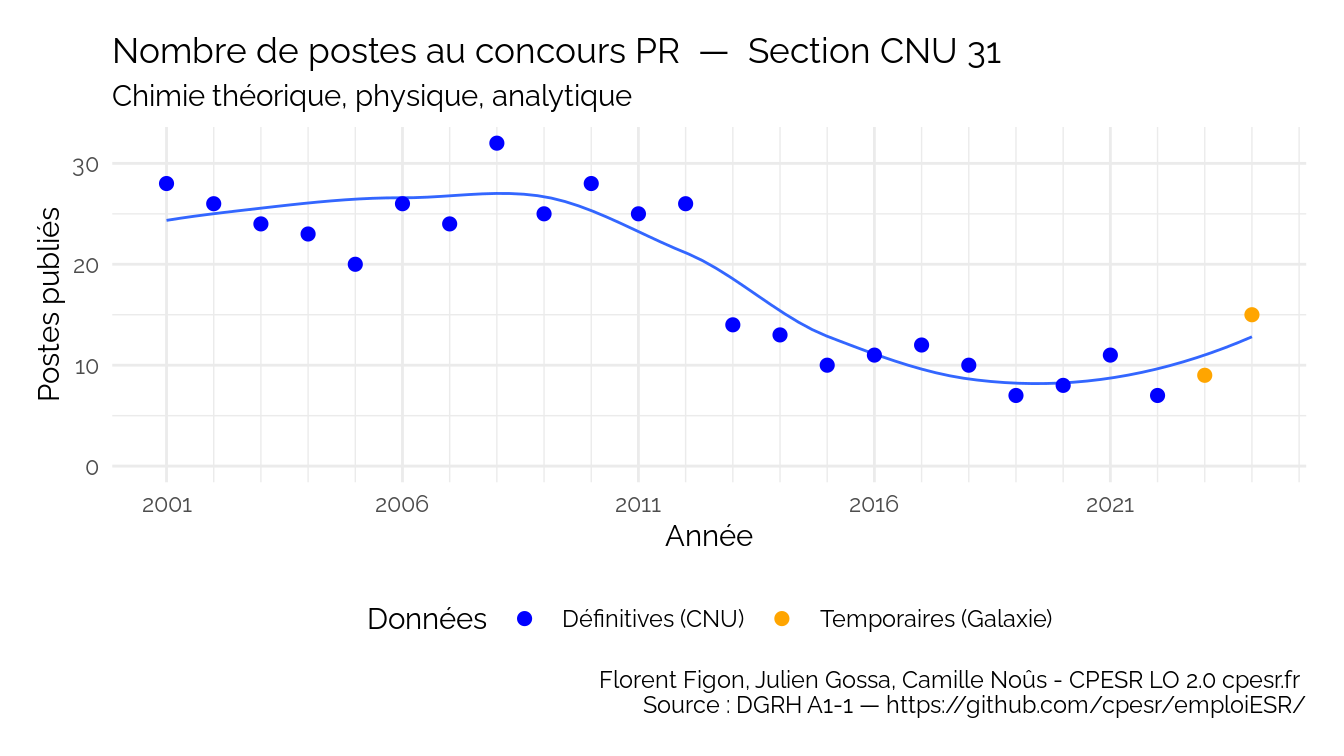 Nombre de postes au concours PR — Section CNU 31
Chimie théorique, physique, analytique
Postes publiés
30
20
10
0
2001 2006 2011 2016 2021
Année
Données Définitives (CNU) Temporaires (Galaxie)
Florent Figon, Julien Gossa, Camille Noûs - CPESR LO 2.0 cpesr.fr
Source : DGRH A1-1 — https://github.com/cpesr/emploiESR/